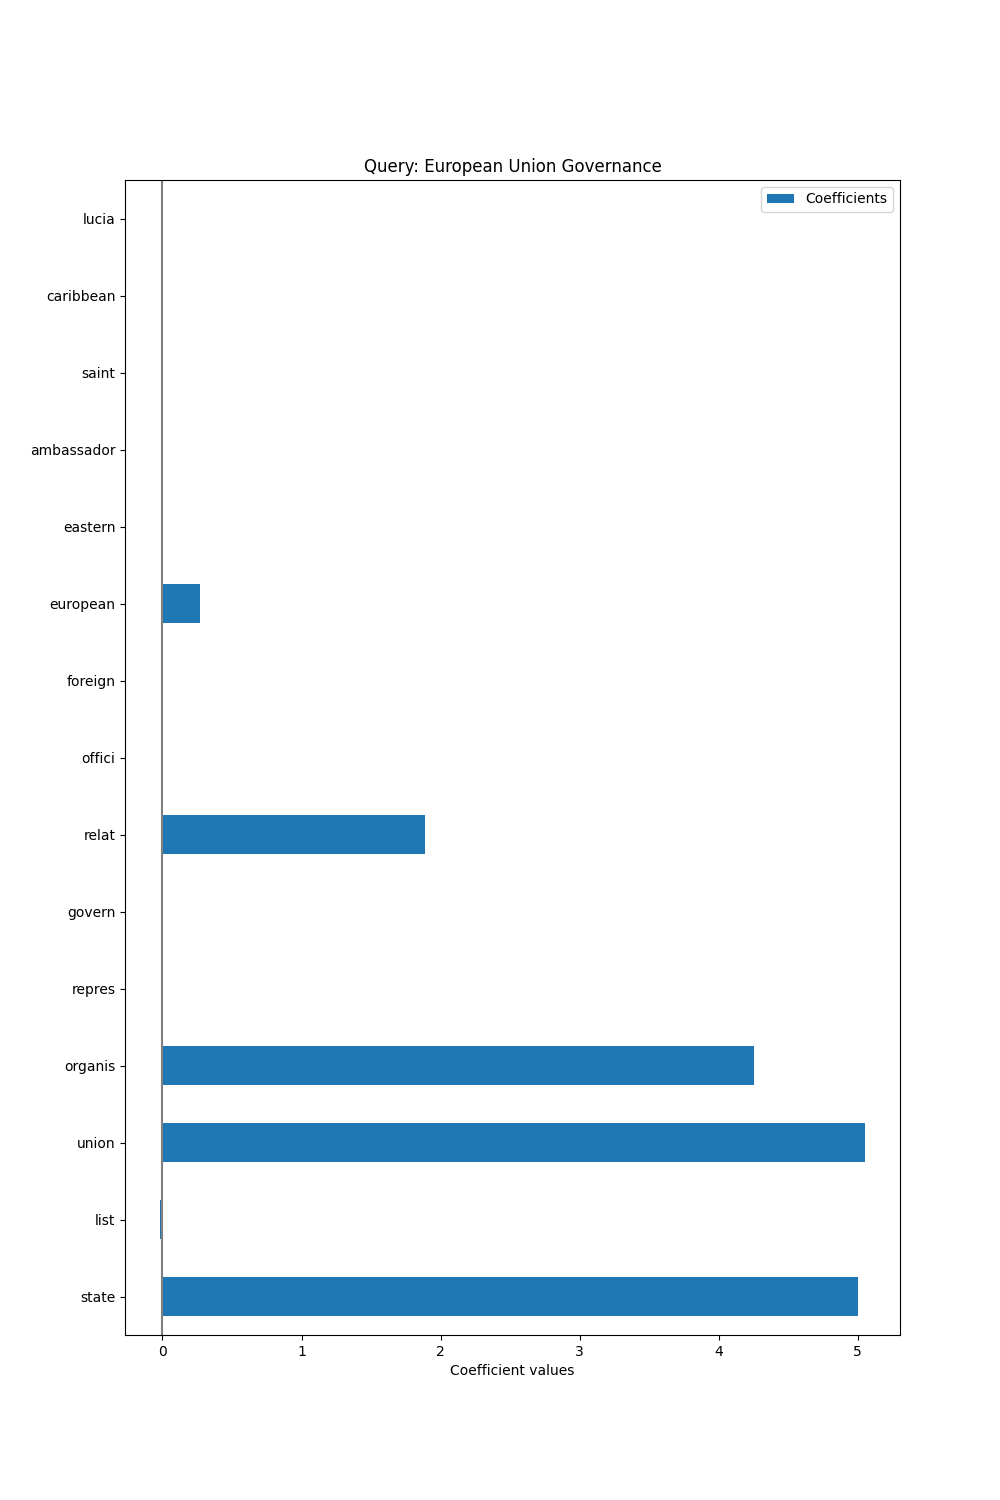 Query: European Union Governance
Coefficients
lucia
caribbean
saint
ambassador
eastern
european
foreign
offici
relat
govern
repres
organis
union
list
state
0 1 2 3 4 5
Coefficient values